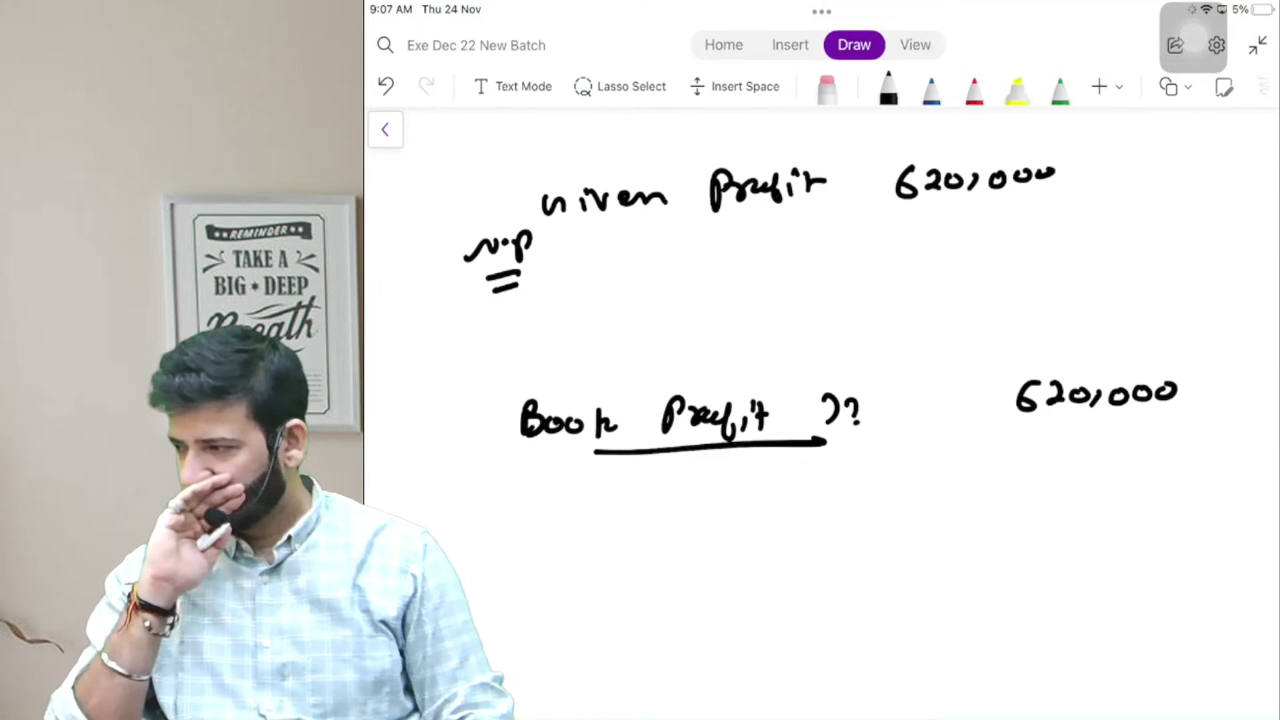 9:07 AM Thu 24 Nov
5%
Exe Dec 22 New Batch
Home Insert Draw View
Text Mode Lasso Select Insert Space
Given Profit 620,000
N.P
Book Profit ?? 620,000
REMINDER
TAKE A
BIG DEEP
Breath